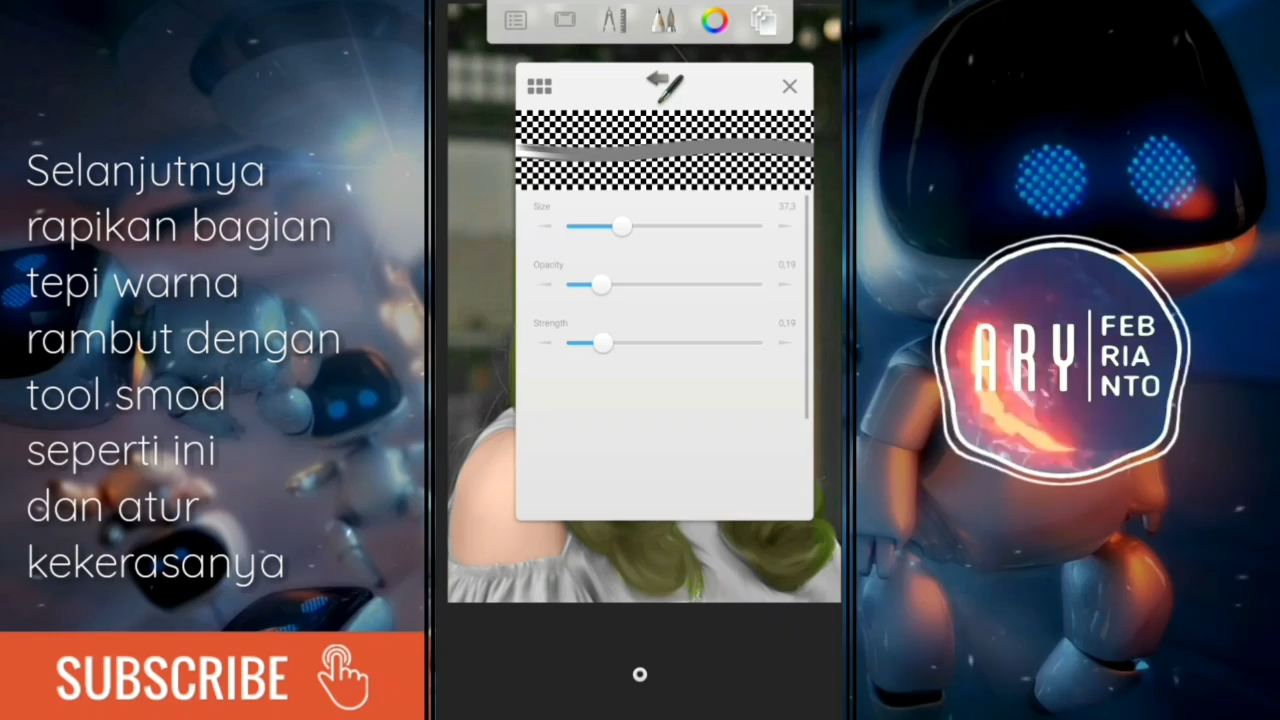 Selanjutnya
rapikan bagian
tepi warna
rambut dengan
tool smod
seperti ini
dan atur
kekerasanya
SUBSCRIBE
Size
37,3
Opacity
0,19
Strength
0,19
ARY
FEB
RIA
NTO